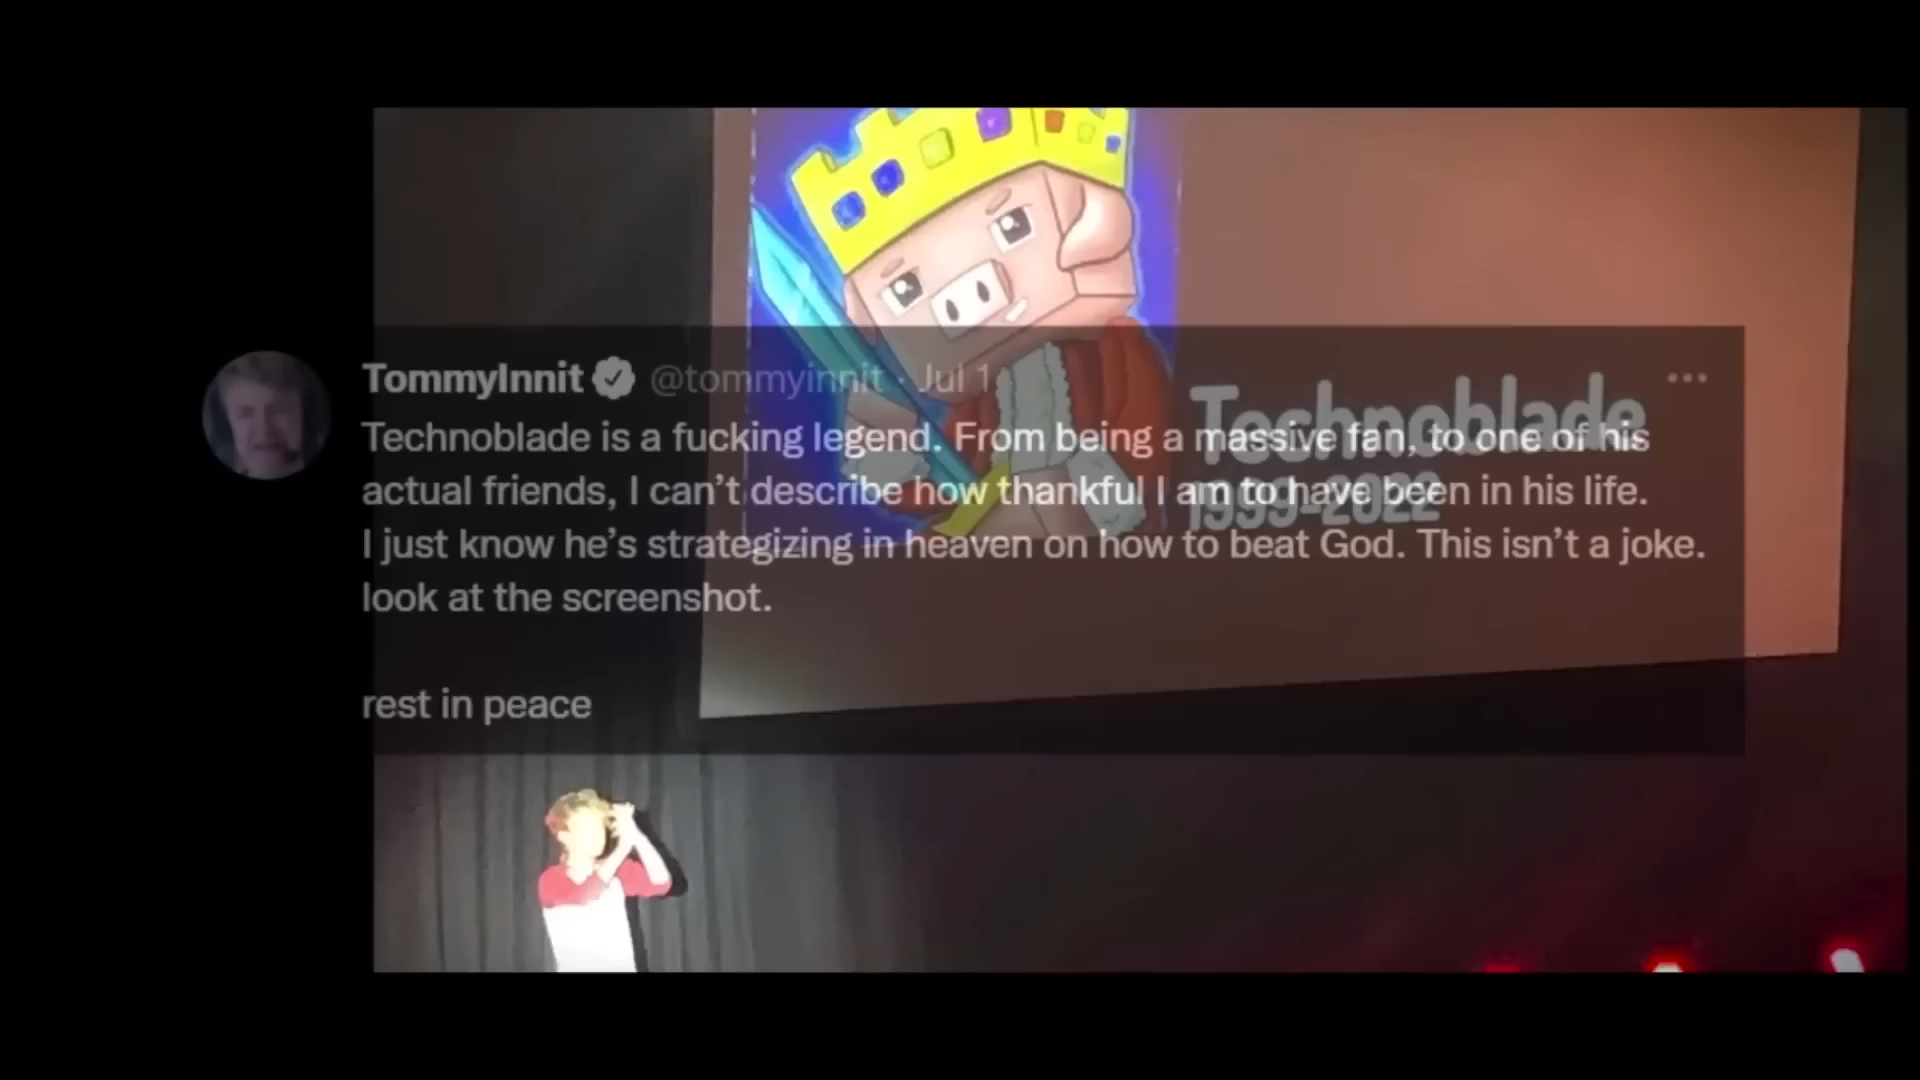 TommyInnit @tommyinnit · Jul 1
Technoblade is a fucking legend. From being a massive fan, to one of his
actual friends, I can't describe how thankful I am to have been in his life.
I just know he's strategizing in heaven on how to beat God. This isn't a joke.
look at the screenshot.
rest in peace
Technoblade
1999-2022